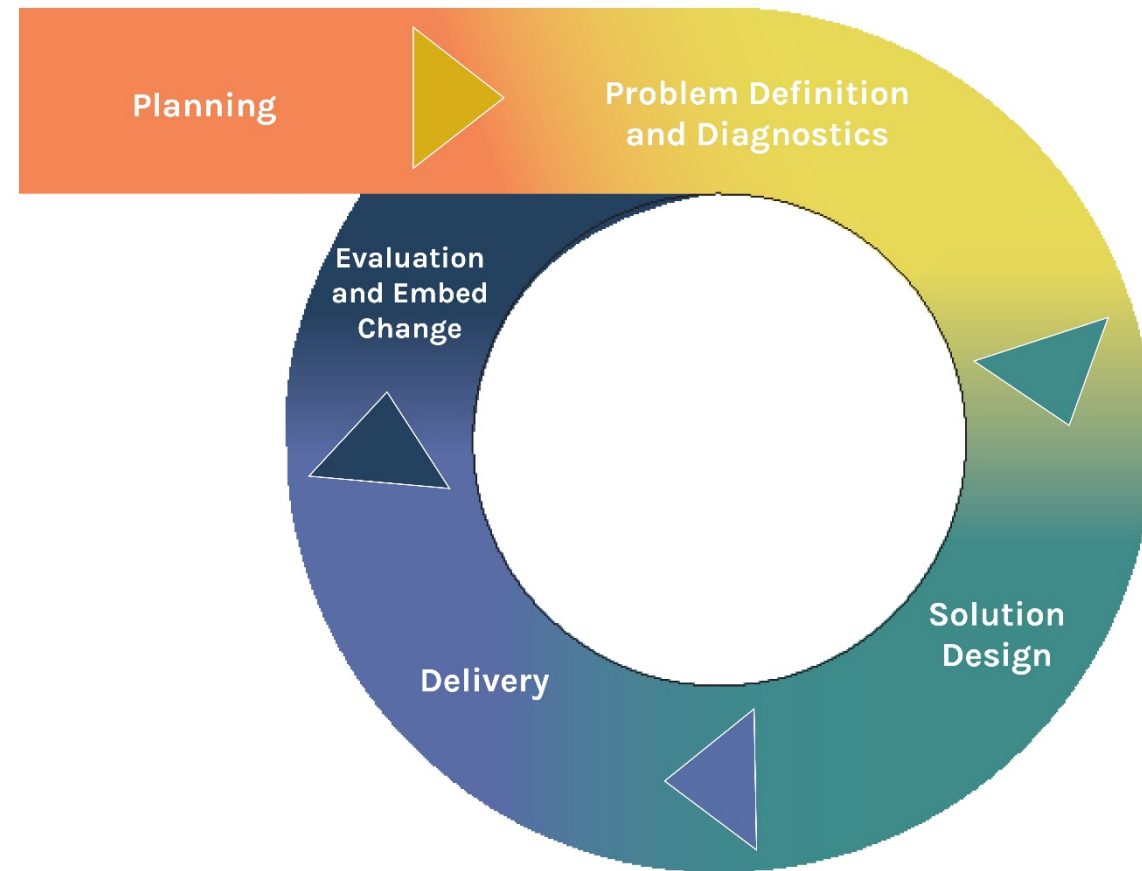 Planning
Problem Definition
and Diagnostics
Solution
Design
Delivery
Evaluation
and Embed
Change